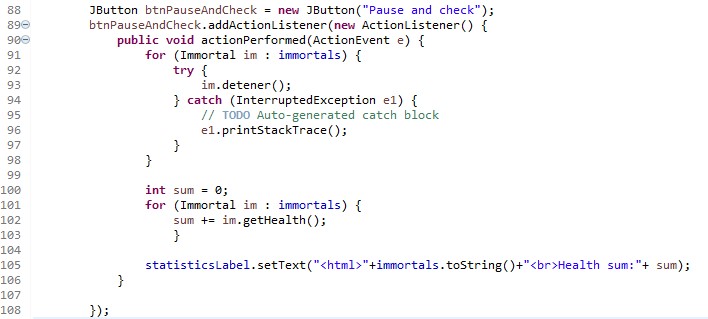 88 JButton btnPauseAndCheck = new JButton("Pause and check");
89 btnPauseAndCheck.addActionListener(new ActionListener() {
90 public void actionPerformed(ActionEvent e) {
91 for (Immortal im : immortals) {
92 try {
93 im.detener();
94 } catch (InterruptedException e1) {
95 // TODO Auto-generated catch block
96 e1.printStackTrace();
97 }
98 }
99
100 int sum = 0;
101 for (Immortal im : immortals) {
102 sum += im.getHealth();
103 }
104
105 statisticsLabel.setText("<html>"+immortals.toString()+"<br>Health sum:"+ sum);
106 }
107
108 });